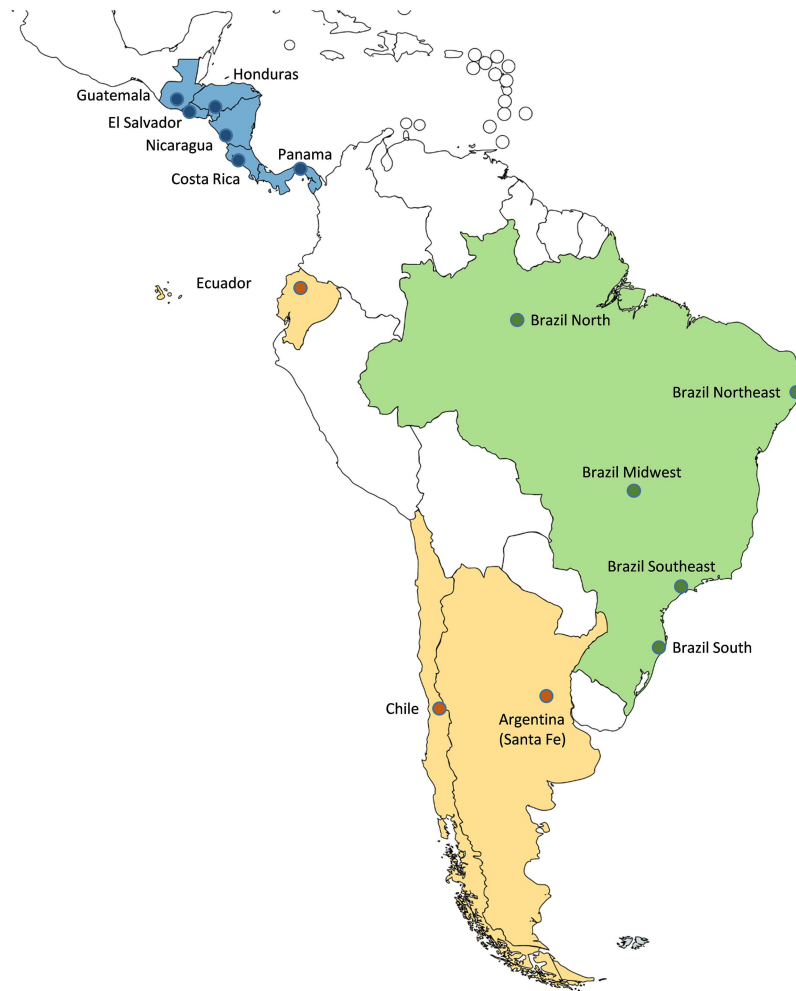 Honduras
Guatemala
El Salvador
Nicaragua
Panama
Costa Rica
Ecuador
Brazil North
Brazil Northeast
Brazil Midwest
Brazil Southeast
Brazil South
Chile
Argentina
(Santa Fe)